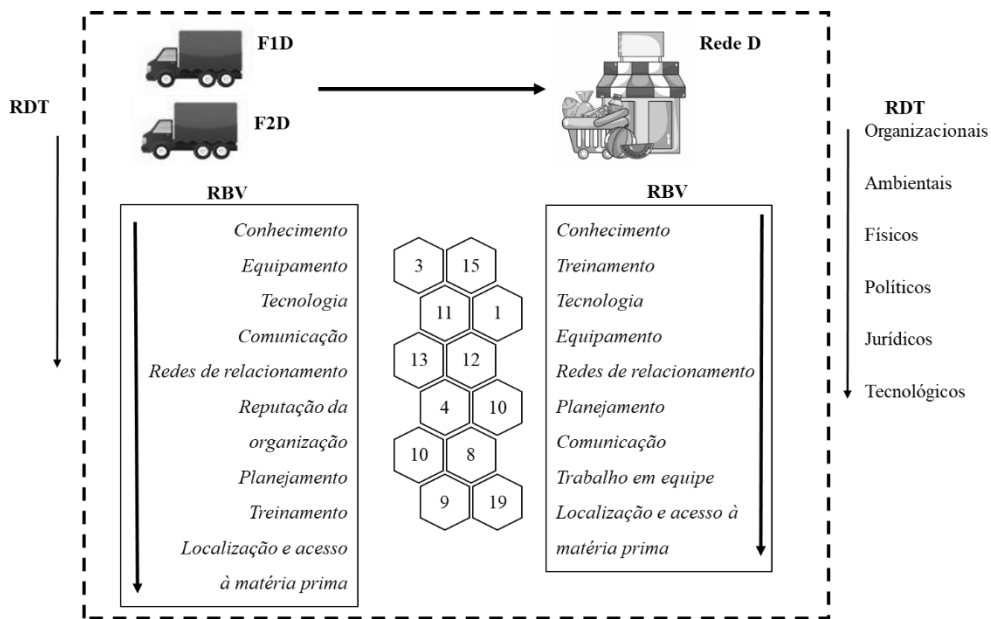 F1D
Rede D
RDT
F2D
RDT
Organizacionais
Ambientais
Físicos
Políticos
Jurídicos
Tecnológicos
RBV
Conhecimento
Equipamento
Tecnologia
Comunicação
Redes de relacionamento
Reputação da
organização
Planejamento
Treinamento
Localização e acesso
à matéria prima
3 15
11 1
13 12
4 10
10 8
9 19
RBV
Conhecimento
Treinamento
Tecnologia
Equipamento
Redes de relacionamento
Planejamento
Comunicação
Trabalho em equipe
Localização e acesso à
matéria prima